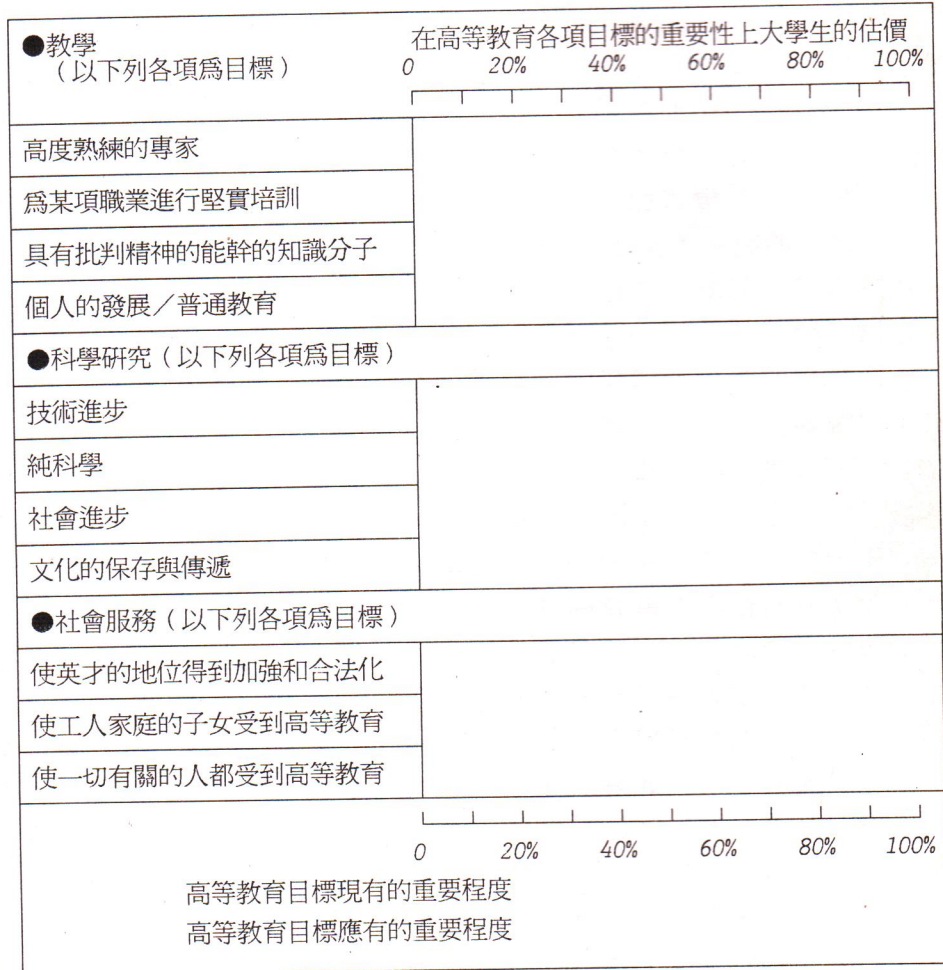 ●教學
在高等教育各項目標的重要性上大學生的估價
（以下列各項爲目標）
0 20% 40% 60% 80% 100%
高度熟練的專家
爲某項職業進行堅實培訓
具有批判精神的能幹的知識分子
個人的發展／普通教育
●科學研究（以下列各項爲目標）
技術進步
純科學
社會進步
文化的保存與傳遞
●社會服務（以下列各項爲目標）
使英才的地位得到加強和合法化
使工人家庭的子女受到高等教育
使一切有關的人都受到高等教育
0 20% 40% 60% 80% 100%
高等教育目標現有的重要程度
高等教育目標應有的重要程度